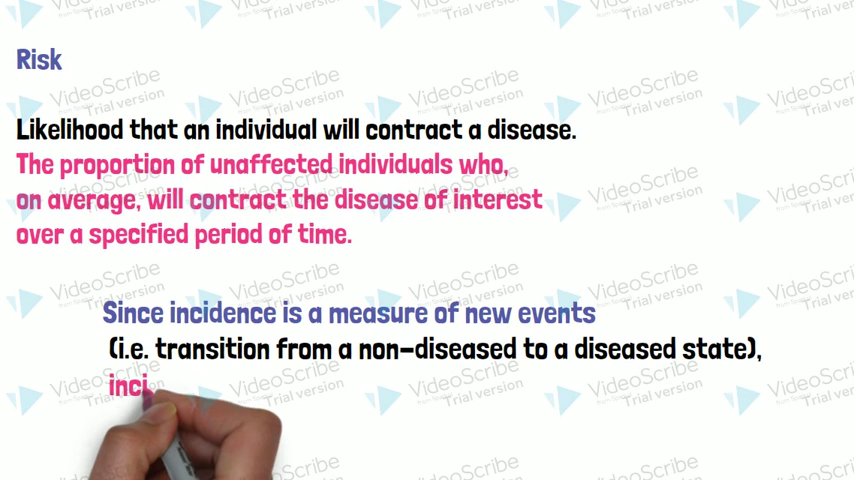 Risk
Likelihood that an individual will contract a disease.
The proportion of unaffected individuals who,
on average, will contract the disease of interest
over a specified period of time.
Since incidence is a measure of new events
(i.e. transition from a non-diseased to a diseased state),
inci